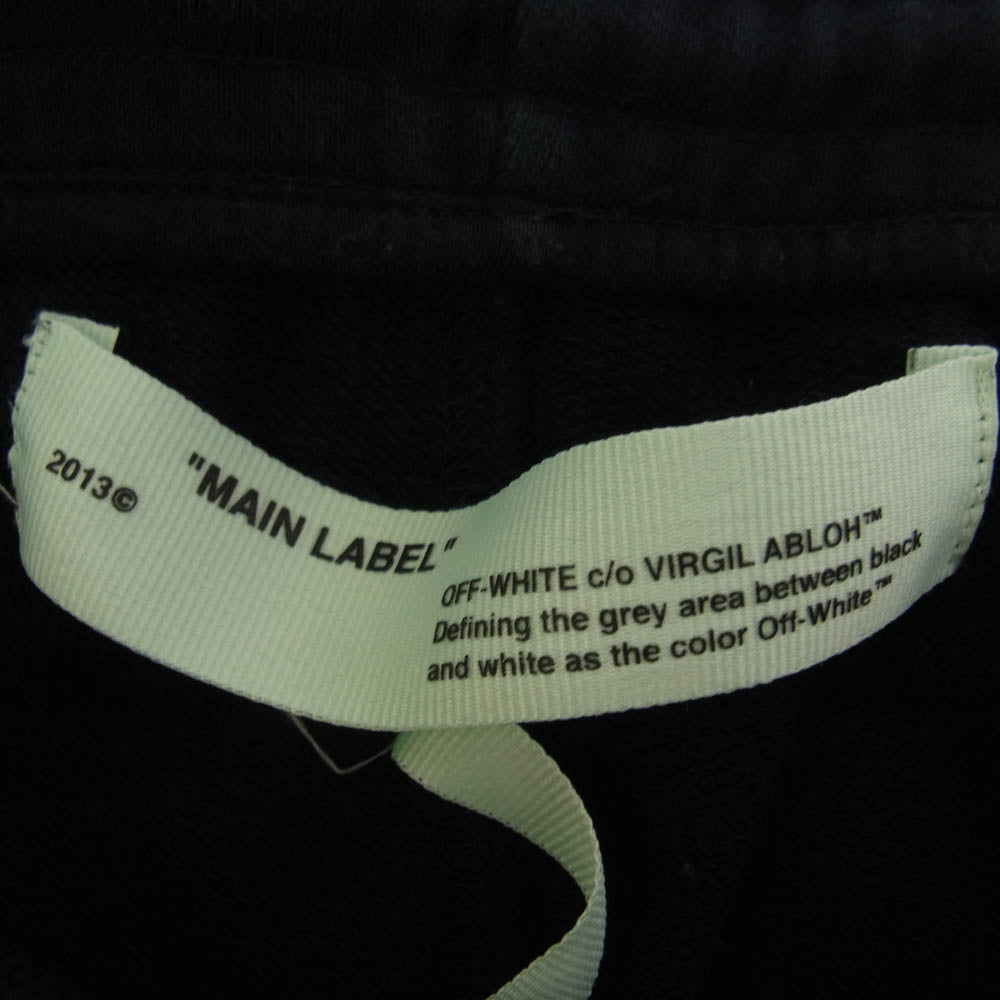 2013©
"MAIN LABEL"
OFF-WHITE c/o VIRGIL ABLOH™
Defining the grey area between black
and white as the color Off-White™